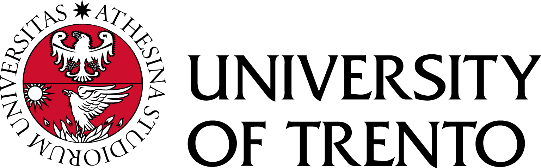 UNIVERSITAS ATHESINA STUDIORUM
UNIVERSITY
OF TRENTO